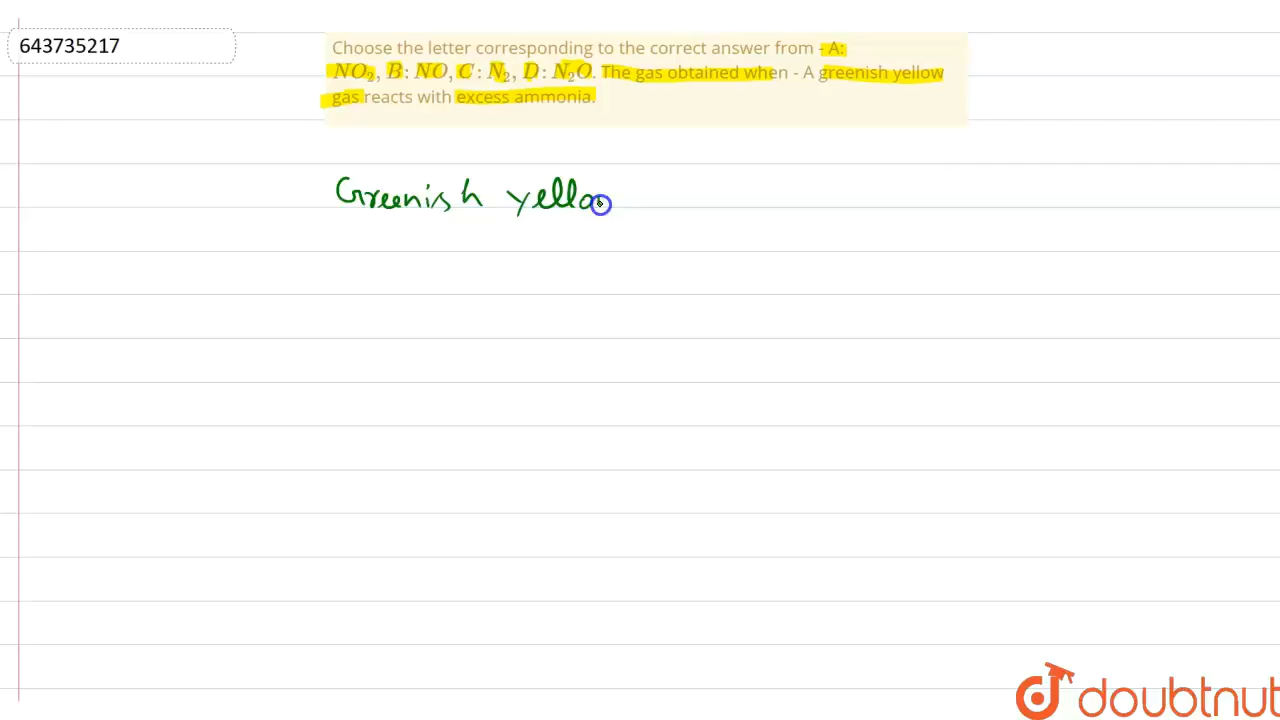 643735217
Choose the letter corresponding to the correct answer from - A:
NO₂, B : NO, C : N₂, D : N₂O. The gas obtained when - A greenish yellow
gas reacts with excess ammonia.
Greenish yello
doubtnut